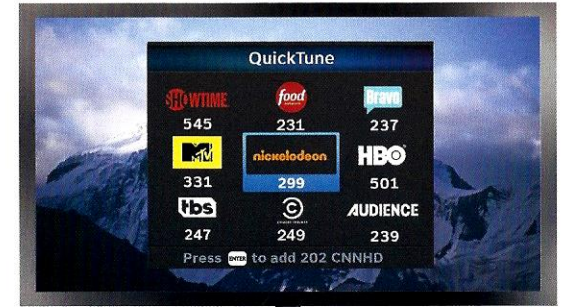 QuickTune
SHOWTIME food Bravo
545 231 237
MTV nickelodeon HBO
331 299 501
tbs AUDIENCE
247 249 239
Press ENTER to add 202 CNNHD